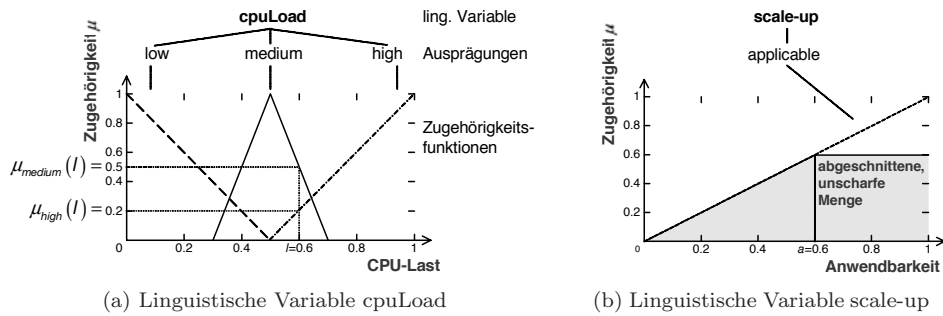 cpuLoad
ling. Variable
low
medium
high
Ausprägungen
Zugehörigkeit μ
1
0.8
0.6
μmedium(l)=0.5
0.4
μhigh(l)=0.2
0
0.2
0.4
l=0.6
0.8
1
CPU-Last
Zugehörigkeits-
funktionen
(a) Linguistische Variable cpuLoad
scale-up
applicable
Zugehörigkeit μ
1
0.8
0.6
0.4
0.2
0
0.2
0.4
a=0.6
0.8
1
Anwendbarkeit
abgeschnittene,
unscharfe
Menge
(b) Linguistische Variable scale-up